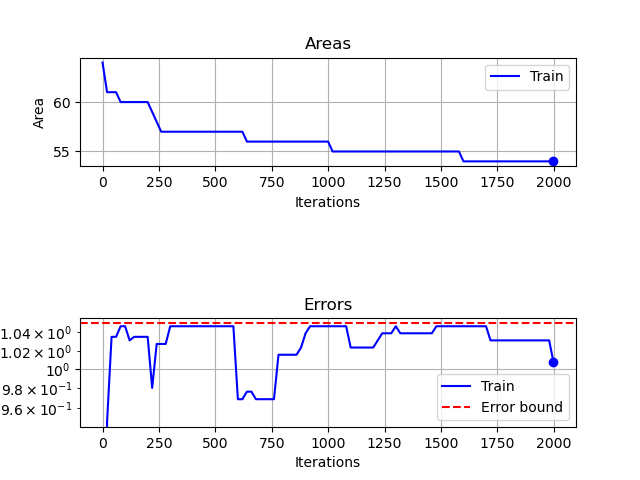 Areas
Area
60
55
Train
0 250 500 750 1000 1250 1500 1750 2000
Iterations
Errors
1.04 × 10⁰
1.02 × 10⁰
10⁰
9.8 × 10⁻¹
9.6 × 10⁻¹
Train
Error bound
0 250 500 750 1000 1250 1500 1750 2000
Iterations